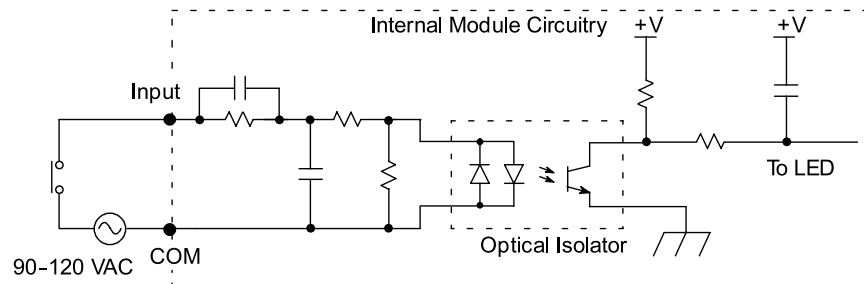 Internal Module Circuitry
+V
+V
Input
To LED
COM
Optical Isolator
90–120 VAC